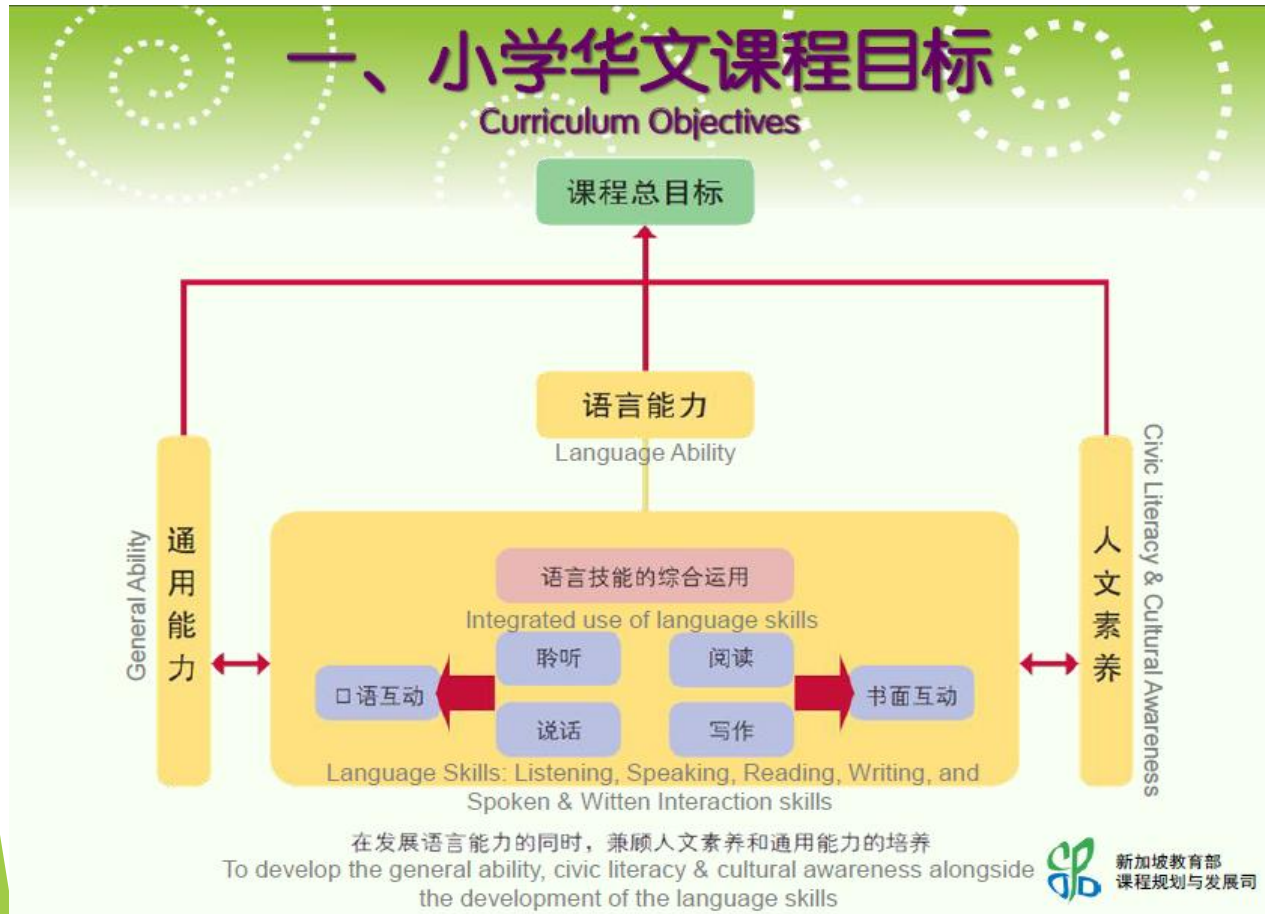 一、小学华文课程目标
Curriculum Objectives
课程总目标
语言能力
Language Ability
General Ability
通用能力
语言技能的综合运用
Integrated use of language skills
聆听
阅读
口语互动
书面互动
说话
写作
Language Skills: Listening, Speaking, Reading, Writing, and
Spoken & Witten Interaction skills
人文素养
Civic Literacy & Cultural Awareness
在发展语言能力的同时，兼顾人文素养和通用能力的培养
To develop the general ability, civic literacy & cultural awareness alongside
the development of the language skills
CPDD
新加坡教育部
课程规划与发展司